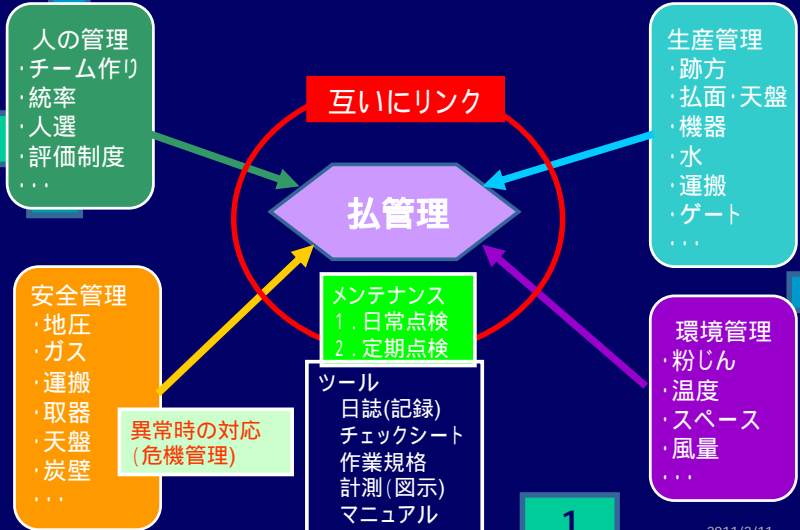 人の管理
・チーム作り
・統率
・人選
・評価制度
・・・
互いにリンク
生産管理
・跡方
・払面・天盤
・機器
・水
・運搬
・ゲート
・・・
払管理
安全管理
・地圧
・ガス
・運搬
・取器
・天盤
・炭壁
・・・
異常時の対応
(危機管理)
メンテナンス
1．日常点検
2．定期点検
ツール
日誌(記録)
チェックシート
作業規格
計測(図示)
マニュアル
環境管理
・粉じん
・温度
・スペース
・風量
・・・
1
2011/3/11